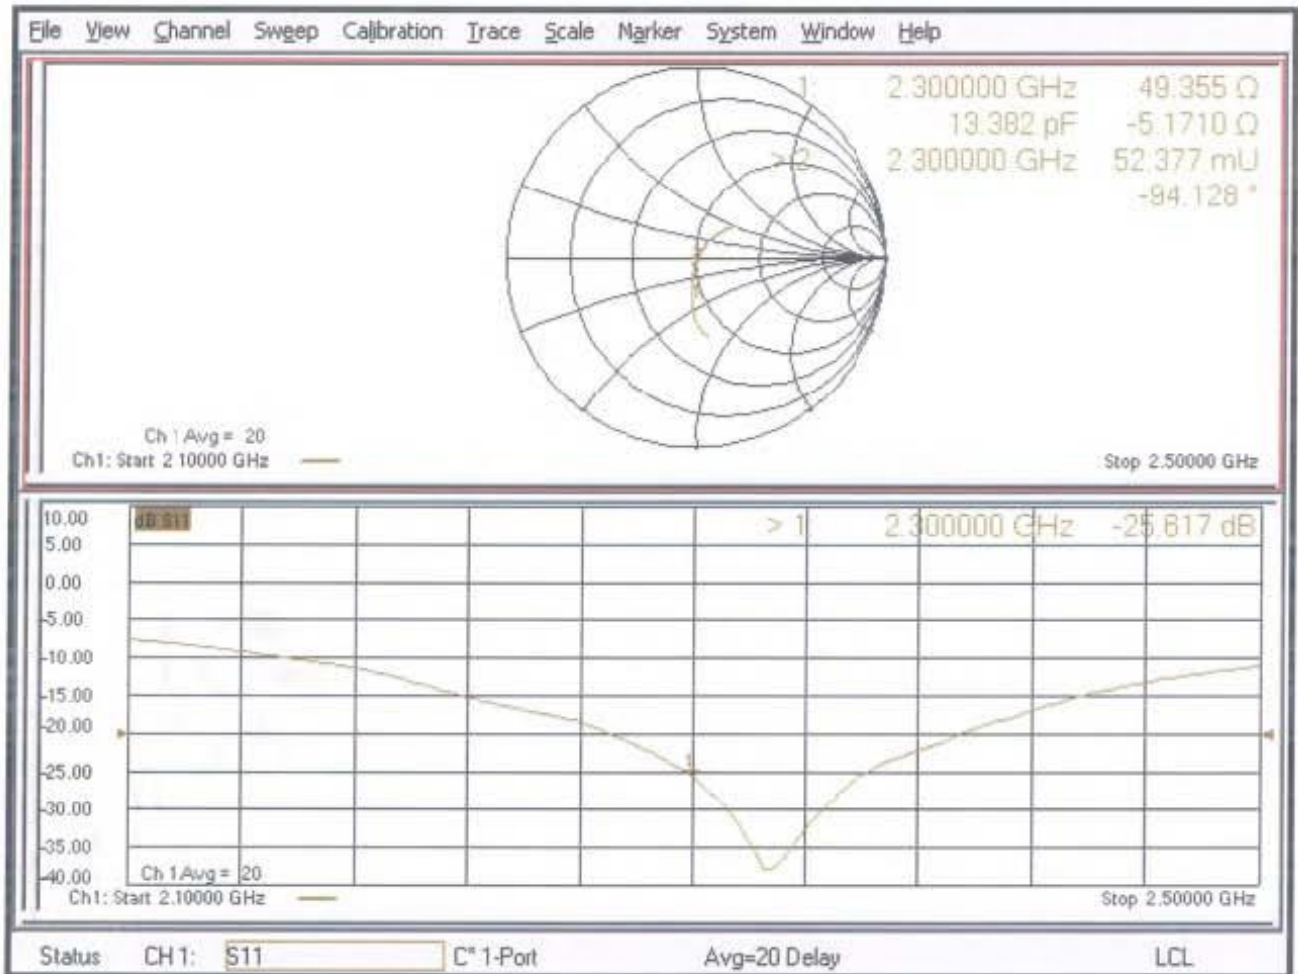 File View Channel Sweep Calibration Trace Scale Marker System Window Help
1: 2.300000 GHz 49.355 Ω
13.382 pF -5.1710 Ω
> 2 2.300000 GHz 52.377 mU
-94.128 °
Ch 1 Avg = 20
Ch1: Start 2.10000 GHz Stop 2.50000 GHz
10.00 dB S11 > 1 2.300000 GHz -25.617 dB
5.00
0.00
-5.00
-10.00
-15.00
-20.00
-25.00
1
-30.00
-35.00
-40.00 Ch 1 Avg = 20
Ch1: Start 2.10000 GHz Stop 2.50000 GHz
Status CH 1: S11 C* 1-Port Avg=20 Delay LCL